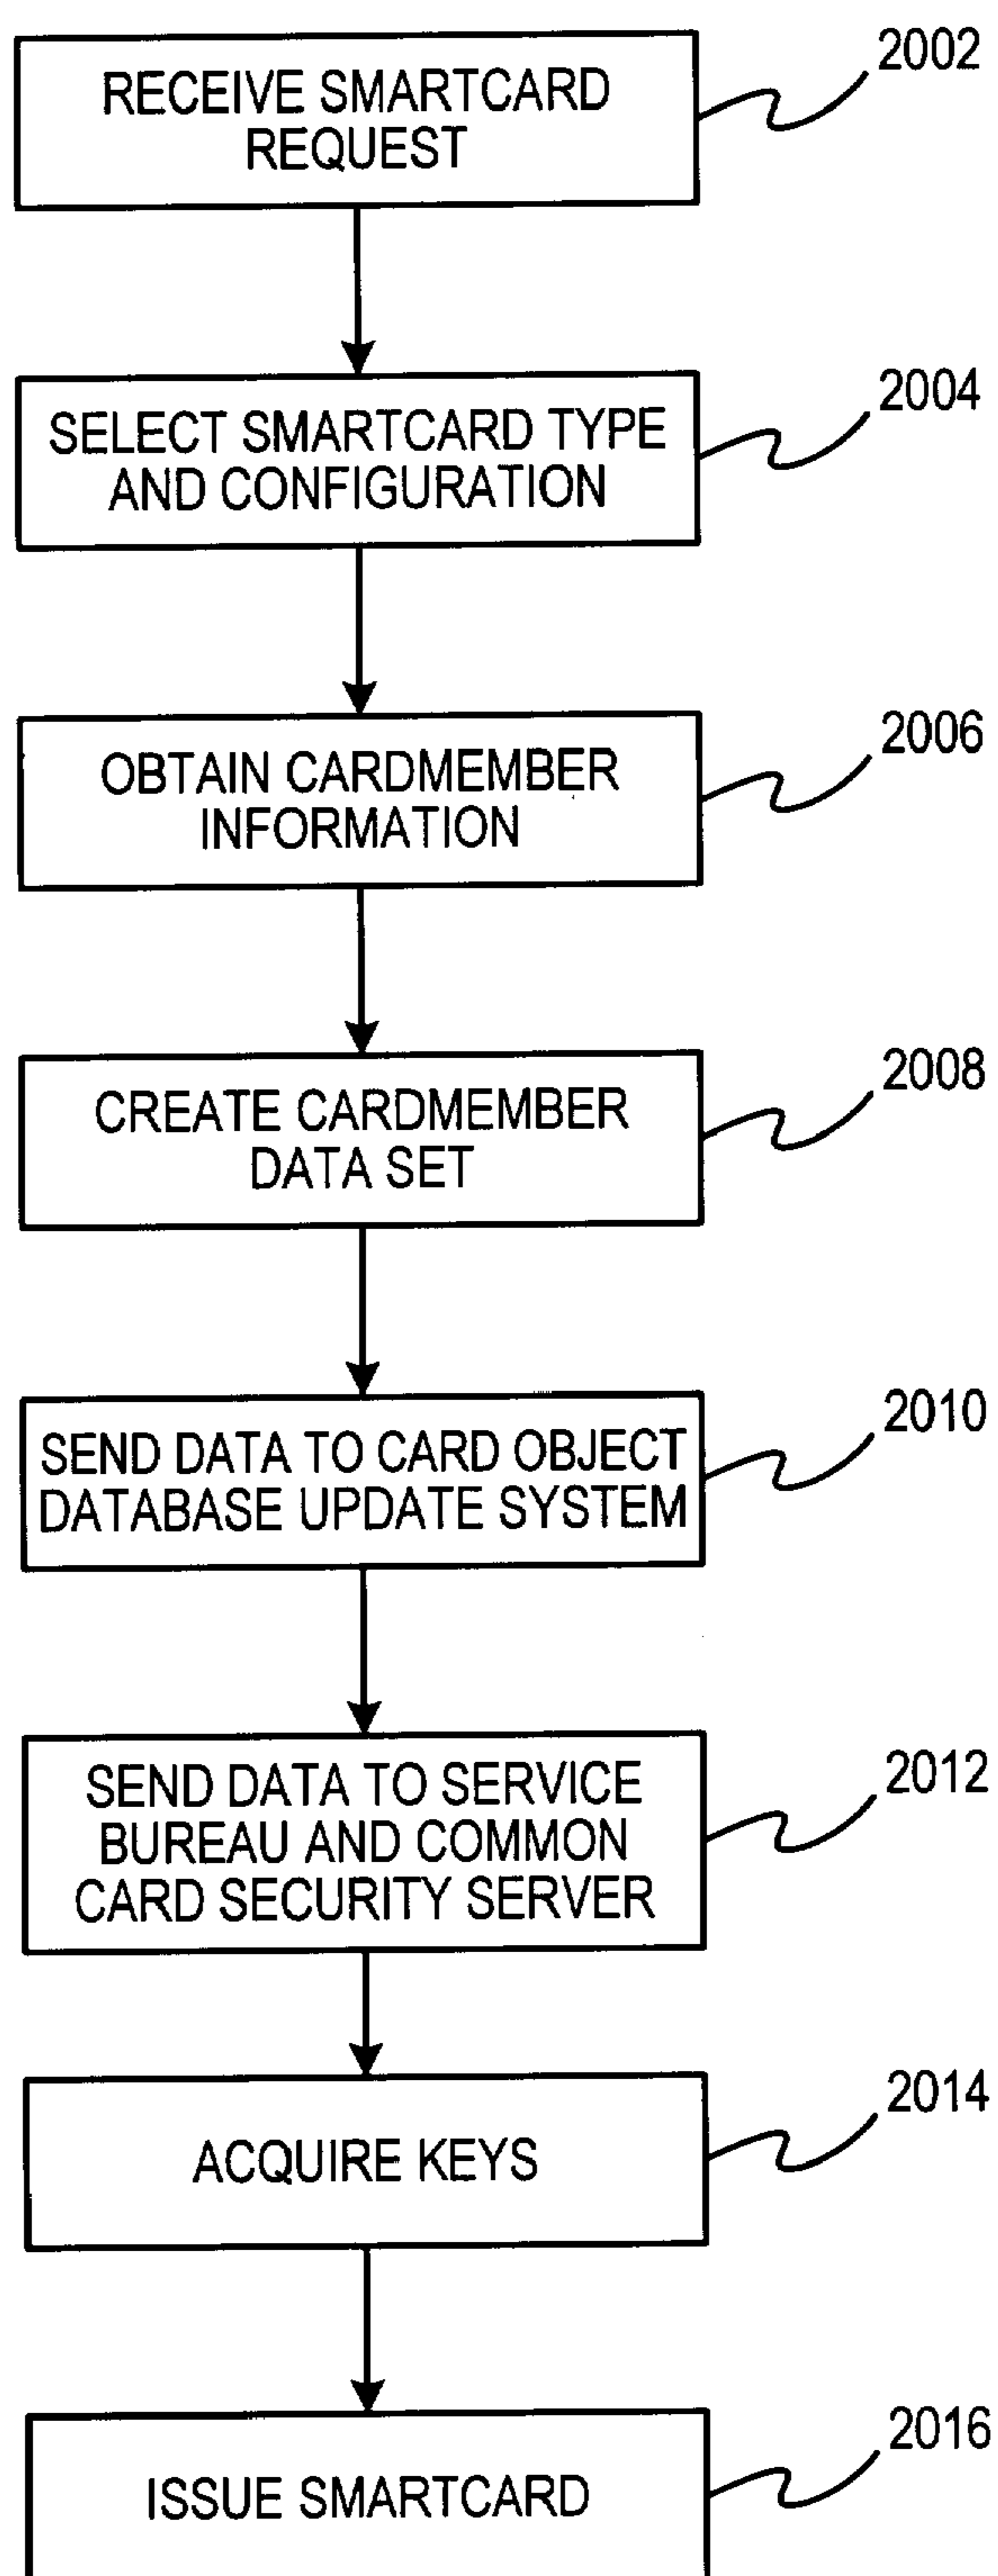 RECEIVE SMARTCARD
REQUEST
2002
SELECT SMARTCARD TYPE
AND CONFIGURATION
2004
OBTAIN CARDMEMBER
INFORMATION
2006
CREATE CARDMEMBER
DATA SET
2008
SEND DATA TO CARD OBJECT
DATABASE UPDATE SYSTEM
2010
SEND DATA TO SERVICE
BUREAU AND COMMON
CARD SECURITY SERVER
2012
ACQUIRE KEYS
2014
ISSUE SMARTCARD
2016